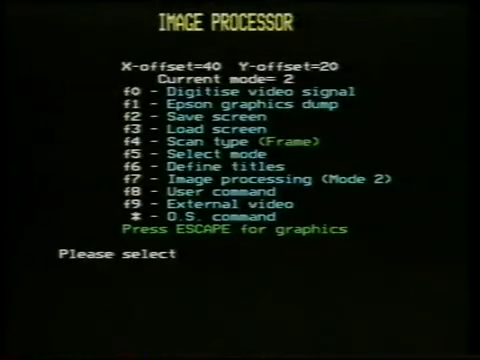 IMAGE PROCESSOR
X-offset=40 Y-offset=20
Current mode= 2
f0 - Digitise video signal
f1 - Epson graphics dump
f2 - Save screen
f3 - Load screen
f4 - Scan type (Frame)
f5 - Select mode
f6 - Define titles
f7 - Image processing (Mode 2)
f8 - User command
f9 - External video
* - O.S. command
Press ESCAPE for graphics
Please select